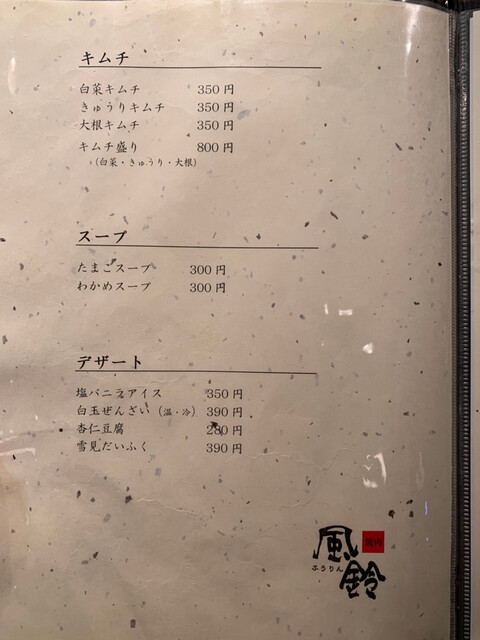 キムチ
白菜キムチ 350円
きゅうりキムチ 350円
大根キムチ 350円
キムチ盛り 800円
（白菜・きゅうり・大根）
スープ
たまごスープ 300円
わかめスープ 300円
デザート
塩バニラアイス 350円
白玉ぜんざい（温・冷） 390円
杏仁豆腐 280円
雪見だいふく 390円
風鈴
ふうりん
焼肉